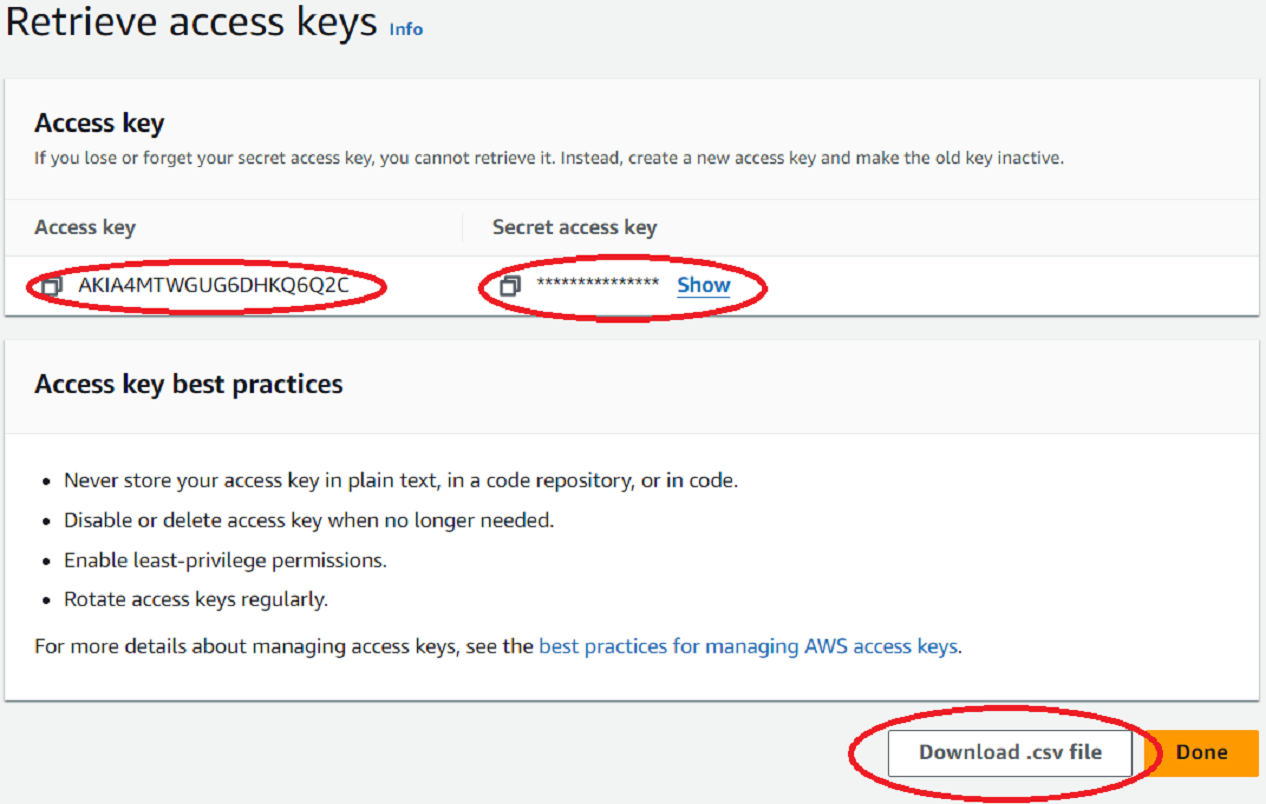 Retrieve access keys Info
Access key
If you lose or forget your secret access key, you cannot retrieve it. Instead, create a new access key and make the old key inactive.
Access key Secret access key
AKIA4MTWGUG6DHKQ6Q2C *************** Show
Access key best practices
• Never store your access key in plain text, in a code repository, or in code.
• Disable or delete access key when no longer needed.
• Enable least-privilege permissions.
• Rotate access keys regularly.
For more details about managing access keys, see the best practices for managing AWS access keys.
Download .csv file Done